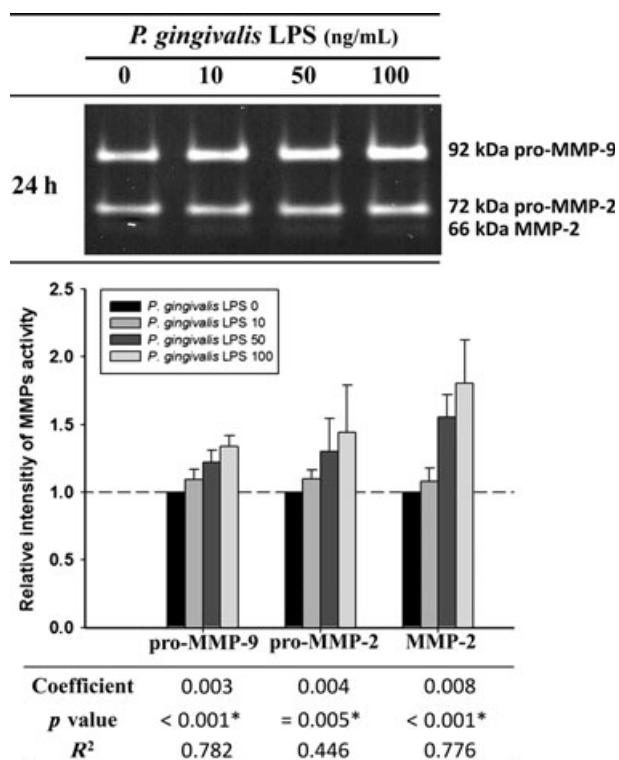 P. gingivalis LPS (ng/mL)
0 10 50 100
24 h
92 kDa pro-MMP-9
72 kDa pro-MMP-2
66 kDa MMP-2
2.5
2.0
1.5
1.0
0.5
0.0
Relative intensitiy of MMPs activity
P. gingivalis LPS 0
P. gingivalis LPS 10
P. gingivalis LPS 50
P. gingivalis LPS 100
pro-MMP-9 pro-MMP-2 MMP-2
Coefficient 0.003 0.004 0.008
p value < 0.001* = 0.005* < 0.001*
R² 0.782 0.446 0.776